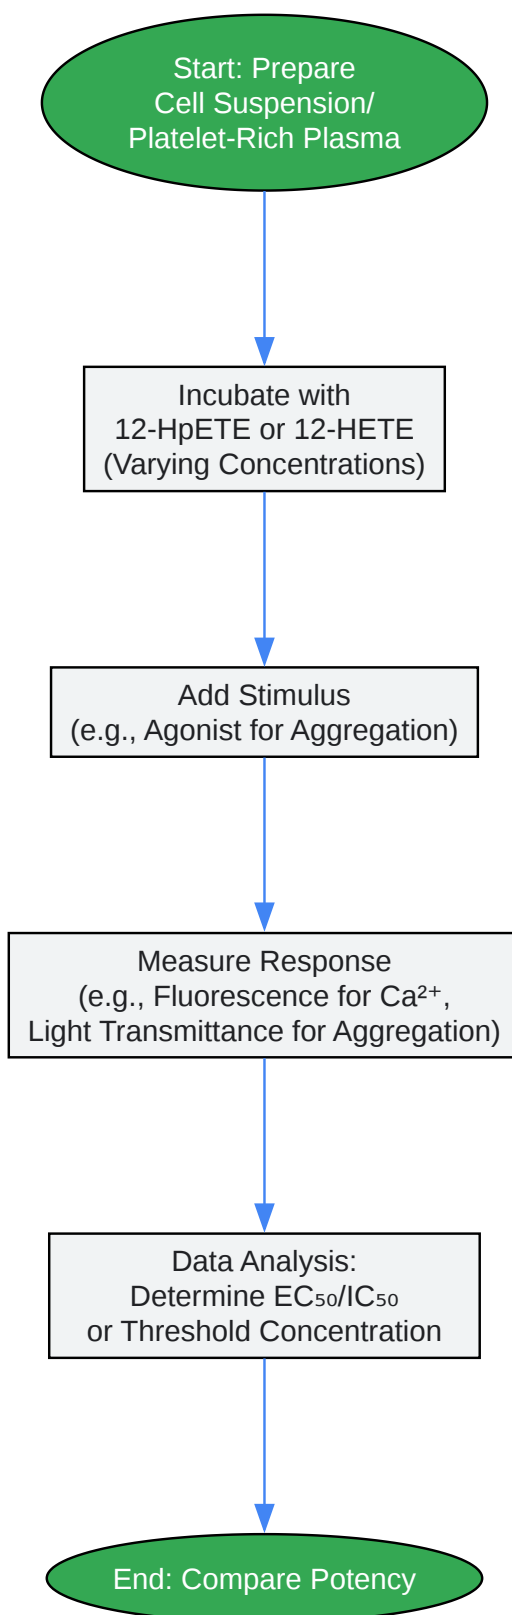 Start: Prepare
Cell Suspension/
Platelet-Rich Plasma
Incubate with
12-HpETE or 12-HETE
(Varying Concentrations)
Add Stimulus
(e.g., Agonist for Aggregation)
Measure Response
(e.g., Fluorescence for Ca²⁺,
Light Transmittance for Aggregation)
Data Analysis:
Determine EC₅₀/IC₅₀
or Threshold Concentration
End: Compare Potency